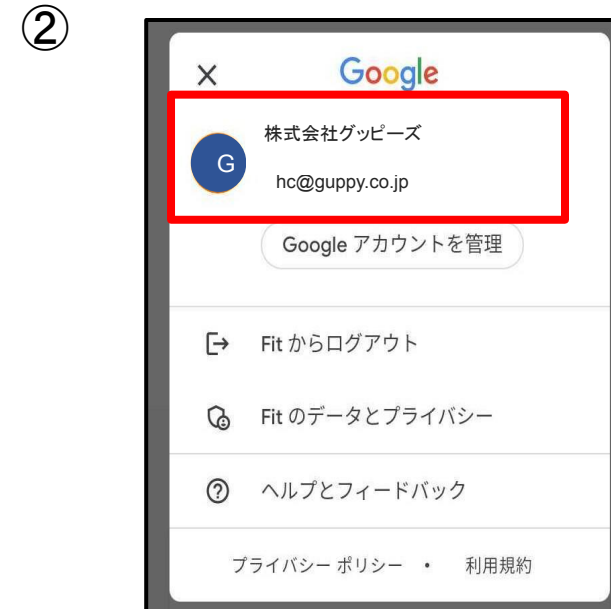 ②
Google
株式会社グッピーズ
G
hc@guppy.co.jp
Google アカウントを管理
Fit からログアウト
Fit のデータとプライバシー
ヘルプとフィードバック
プライバシー ポリシー • 利用規約